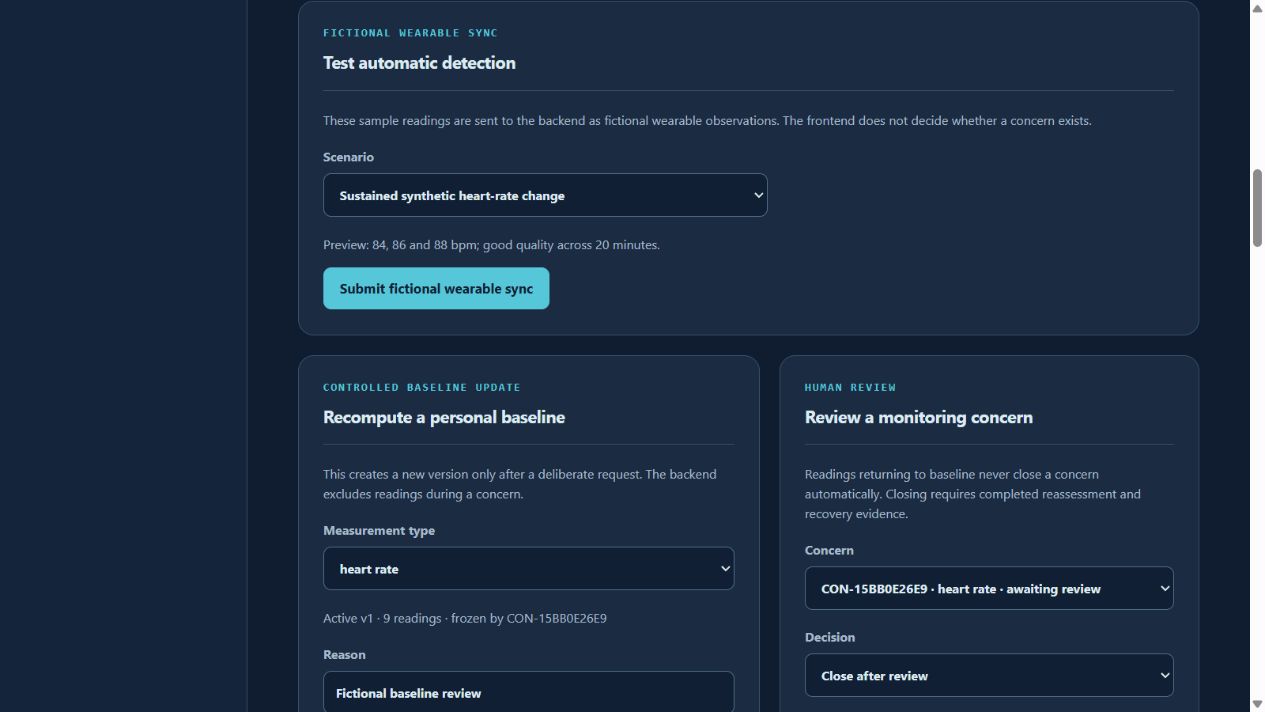 FICTIONAL WEARABLE SYNC
Test automatic detection
These sample readings are sent to the backend as fictional wearable observations. The frontend does not decide whether a concern exists.
Scenario
Sustained synthetic heart-rate change
Preview: 84, 86 and 88 bpm; good quality across 20 minutes.
Submit fictional wearable sync
CONTROLLED BASELINE UPDATE
Recompute a personal baseline
This creates a new version only after a deliberate request. The backend
excludes readings during a concern.
Measurement type
heart rate
Active v1 · 9 readings · frozen by CON-15BB0E26E9
Reason
Fictional baseline review
HUMAN REVIEW
Review a monitoring concern
Readings returning to baseline never close a concern
automatically. Closing requires completed reassessment and
recovery evidence.
Concern
CON-15BB0E26E9 · heart rate · awaiting review
Decision
Close after review